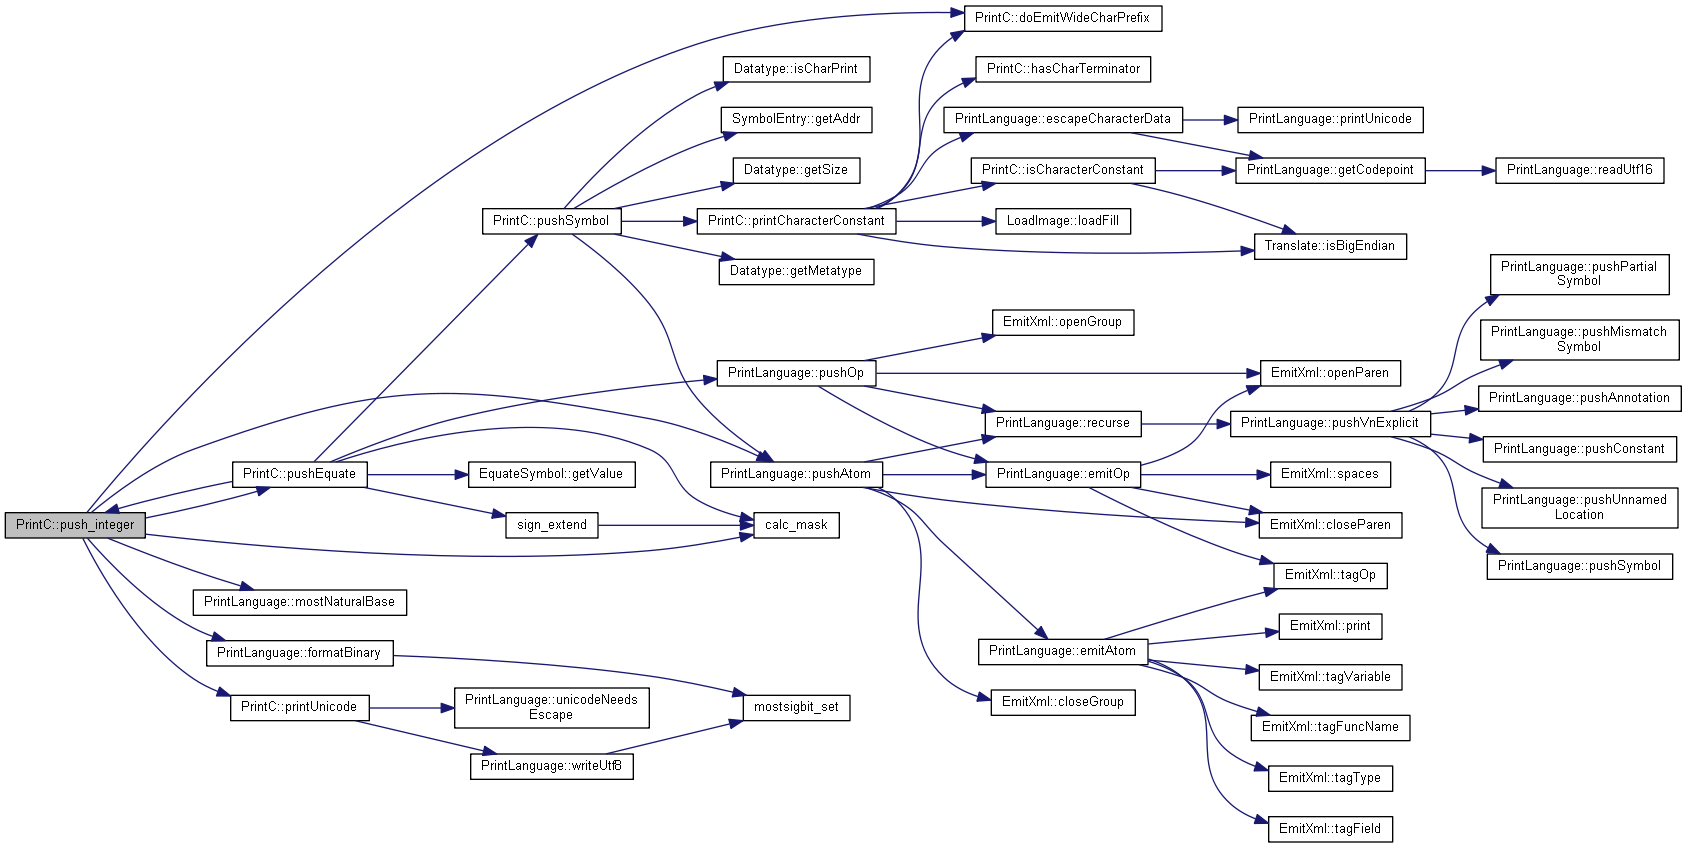 PrintC::doEmitWideCharPrefix
Datatype::isCharPrint
PrintC::hasCharTerminator
SymbolEntry::getAddr
PrintLanguage::escapeCharacterData
PrintLanguage::printUnicode
Datatype::getSize
PrintC::isCharacterConstant
PrintLanguage::getCodepoint
PrintLanguage::readUtf16
PrintC::pushSymbol
PrintC::printCharacterConstant
LoadImage::loadFill
Translate::isBigEndian
Datatype::getMetatype
PrintLanguage::pushPartial
Symbol
EmitXml::openGroup
PrintLanguage::pushMismatch
Symbol
PrintLanguage::pushOp
EmitXml::openParen
PrintLanguage::pushAnnotation
PrintLanguage::recurse
PrintLanguage::pushVnExplicit
PrintLanguage::pushConstant
PrintC::pushEquate
EquateSymbol::getValue
PrintLanguage::pushAtom
PrintLanguage::emitOp
EmitXml::spaces
PrintLanguage::pushUnnamed
Location
PrintC::push_integer
sign_extend
calc_mask
EmitXml::closeParen
PrintLanguage::pushSymbol
EmitXml::tagOp
PrintLanguage::mostNaturalBase
EmitXml::print
PrintLanguage::formatBinary
PrintLanguage::emitAtom
EmitXml::tagVariable
PrintC::printUnicode
PrintLanguage::unicodeNeeds
Escape
mostsigbit_set
EmitXml::closeGroup
EmitXml::tagFuncName
PrintLanguage::writeUtf8
EmitXml::tagType
EmitXml::tagField